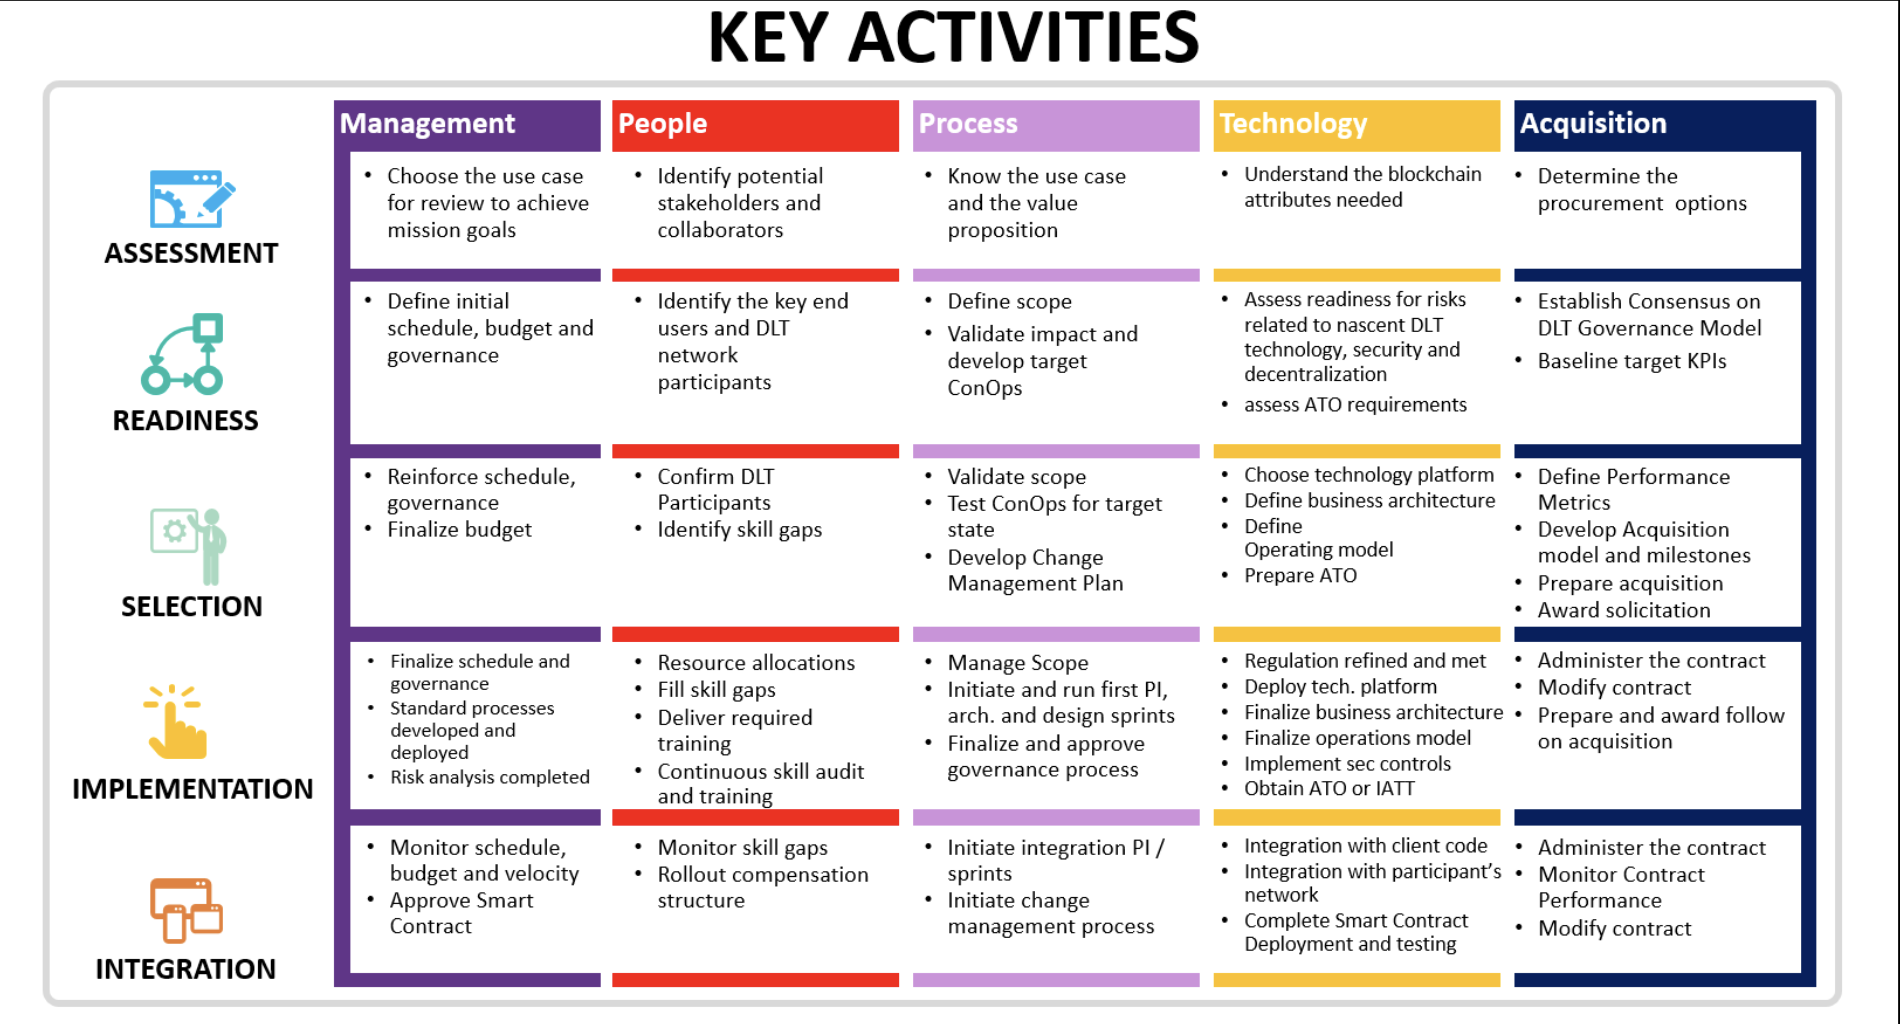 KEY ACTIVITIES
Management
People
Process
Technology
Acquisition
ASSESSMENT
• Choose the use case
for review to achieve
mission goals
• Identify potential
stakeholders and
collaborators
• Know the use case
and the value
proposition
• Understand the blockchain
attributes needed
• Determine the
procurement options
READINESS
• Define initial
schedule, budget and
governance
• Identify the key end
users and DLT
network
participants
• Define scope
• Validate impact and
develop target
ConOps
• Assess readiness for risks
related to nascent DLT
technology, security and
decentralization
• assess ATO requirements
• Establish Consensus on
DLT Governance Model
• Baseline target KPIs
SELECTION
• Reinforce schedule,
governance
• Finalize budget
• Confirm DLT
Participants
• Identify skill gaps
• Validate scope
• Test ConOps for target
state
• Develop Change
Management Plan
• Choose technology platform
• Define business architecture
• Define
Operating model
• Prepare ATO
• Define Performance
Metrics
• Develop Acquisition
model and milestones
• Prepare acquisition
• Award solicitation
IMPLEMENTATION
• Finalize schedule and
governance
• Standard processes
developed and
deployed
• Risk analysis completed
• Resource allocations
• Fill skill gaps
• Deliver required
training
• Continuous skill audit
and training
• Manage Scope
• Initiate and run first PI,
arch. and design sprints
• Finalize and approve
governance process
• Regulation refined and met
• Deploy tech. platform
• Finalize business architecture
• Finalize operations model
• Implement sec controls
• Obtain ATO or IATT
• Administer the contract
• Modify contract
• Prepare and award follow
on acquisition
INTEGRATION
• Monitor schedule,
budget and velocity
• Approve Smart
Contract
• Monitor skill gaps
• Rollout compensation
structure
• Initiate integration PI /
sprints
• Initiate change
management process
• Integration with client code
• Integration with participant's
network
• Complete Smart Contract
Deployment and testing
• Administer the contract
• Monitor Contract
Performance
• Modify contract